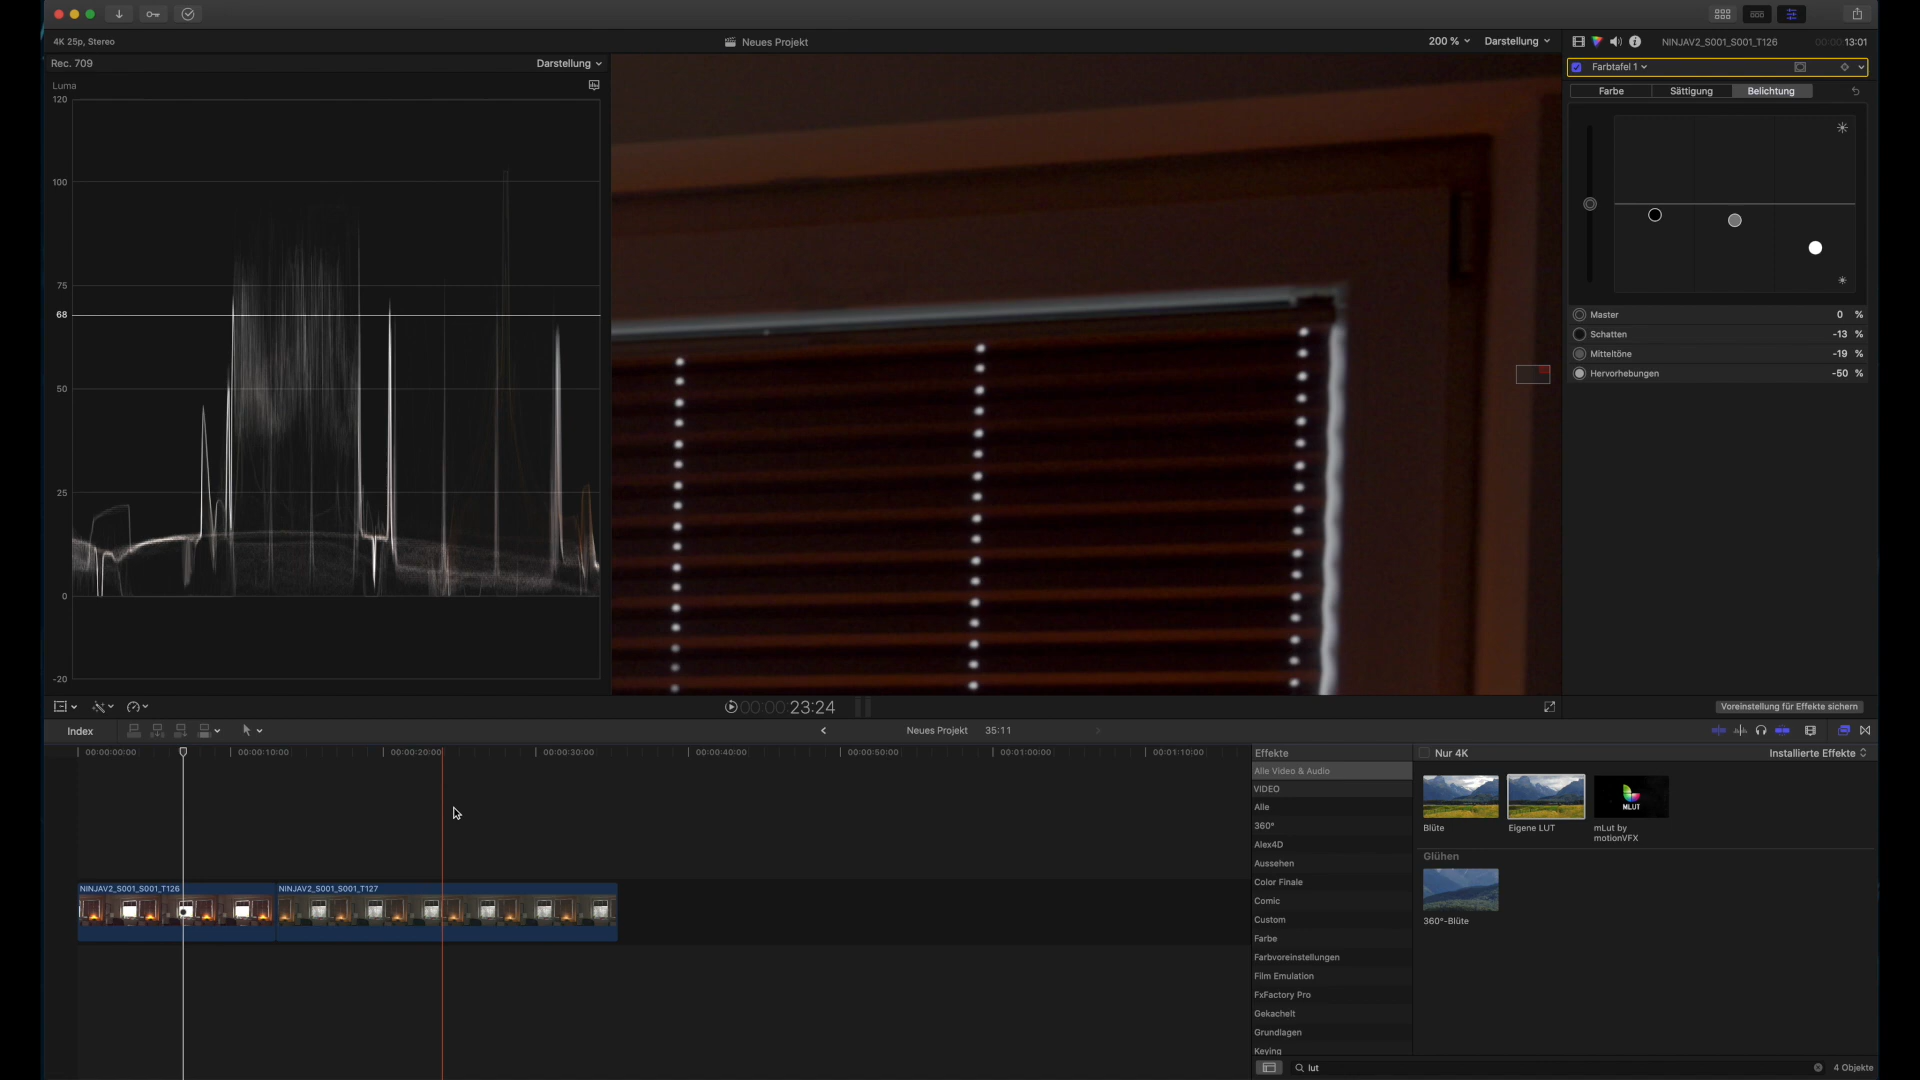 4K 25p, Stereo
Neues Projekt
200 %
Darstellung
NINJAV2_S001_S001_T126
00:00:13:01
Rec. 709
Darstellung
Farbtafel 1
Luma
Farbe
Sättigung
Belichtung
120
100
75
68
50
25
0
-20
Master
0 %
Schatten
-13 %
Mitteltöne
-19 %
Hervorhebungen
-50 %
00:00:23:24
Voreinstellung für Effekte sichern
Index
Neues Projekt
35:11
00:00:00:00
00:00:10:00
00:00:20:00
00:00:30:00
00:00:40:00
00:00:50:00
00:01:00:00
00:01:10:00
NINJAV2_S001_S001_T126
NINJAV2_S001_S001_T127
Effekte
Nur 4K
Installierte Effekte
Alle Video & Audio
VIDEO
Alle
360°
Alex4D
Aussehen
Color Finale
Comic
Custom
Farbe
Farbvoreinstellungen
Film Emulation
FxFactory Pro
Gekachelt
Grundlagen
Keying
MLUT
Blüte
Eigene LUT
mLut by
motionVFX
Glühen
360°-Blüte
lut
4 Objekte